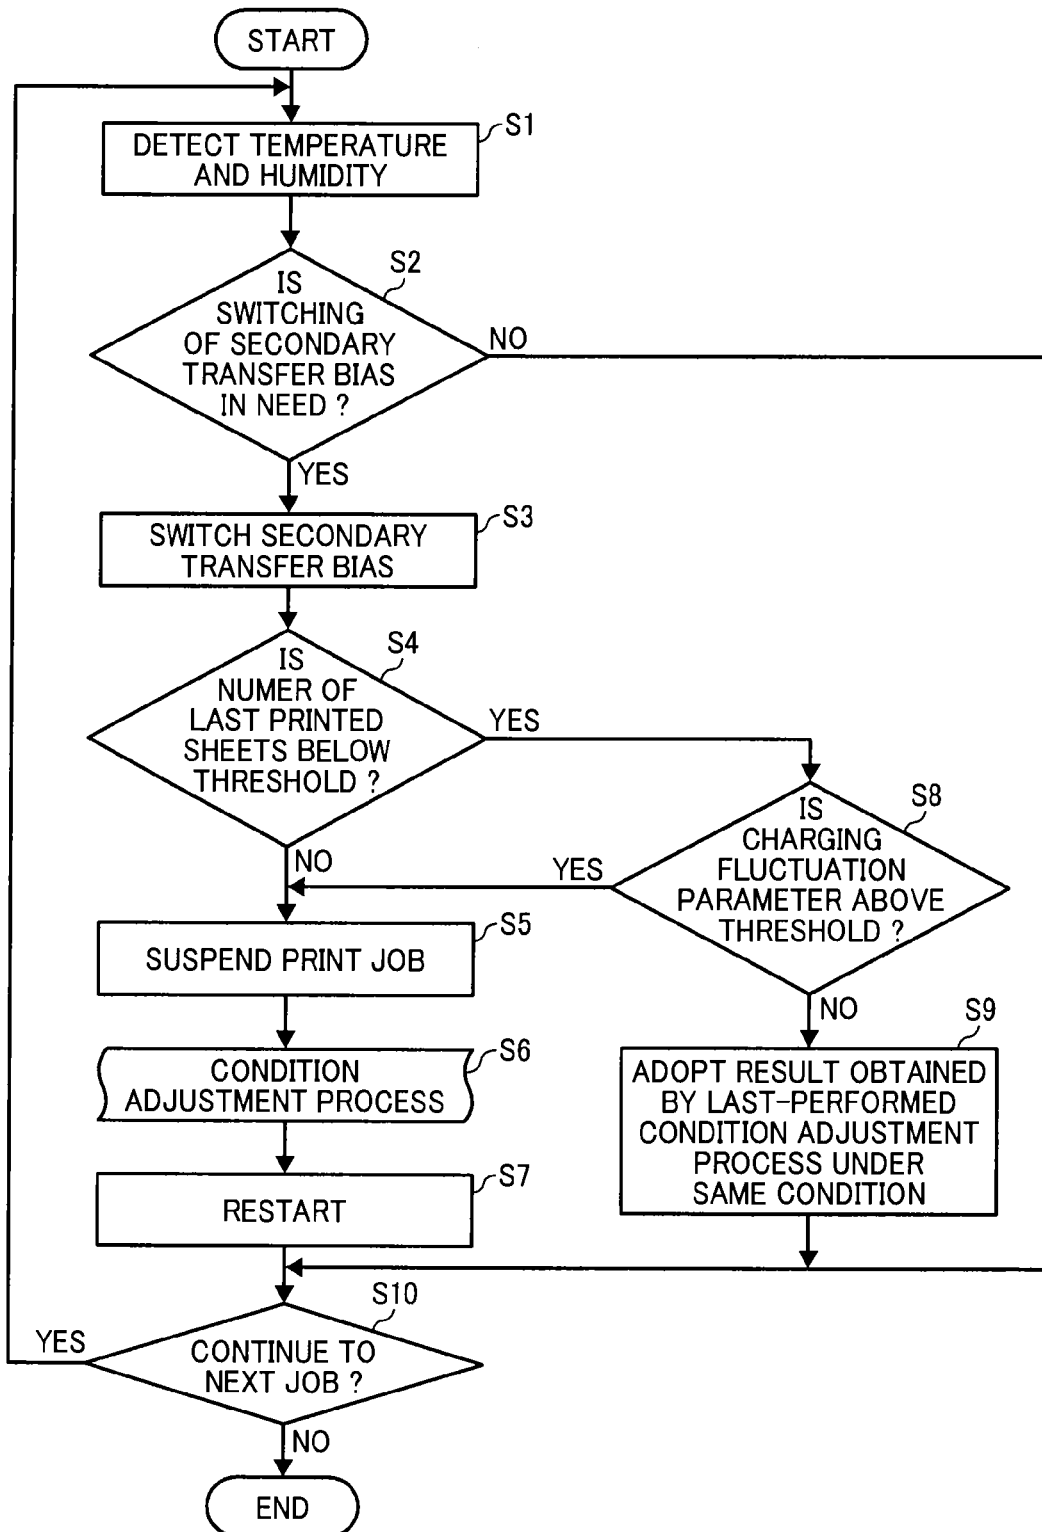 START
S1
DETECT TEMPERATURE
AND HUMIDITY
S2
IS
SWITCHING
OF SECONDARY
TRANSFER BIAS
IN NEED ?
NO
YES
S3
SWITCH SECONDARY
TRANSFER BIAS
S4
IS
NUMER OF
LAST PRINTED
SHEETS BELOW
THRESHOLD ?
YES
NO
S8
IS
CHARGING
FLUCTUATION
PARAMETER ABOVE
THRESHOLD ?
YES
NO
S5
SUSPEND PRINT JOB
S6
CONDITION
ADJUSTMENT PROCESS
S9
ADOPT RESULT OBTAINED
BY LAST-PERFORMED
CONDITION ADJUSTMENT
PROCESS UNDER
SAME CONDITION
S7
RESTART
S10
CONTINUE TO
NEXT JOB ?
YES
NO
END